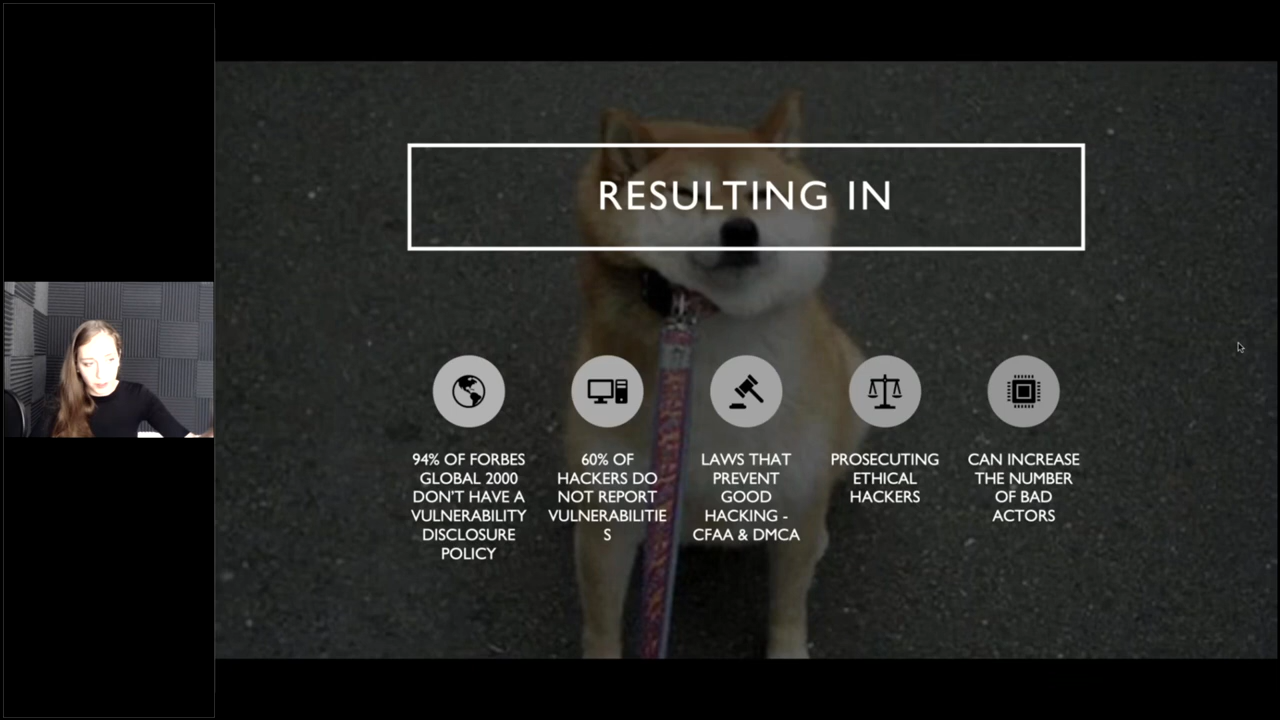 RESULTING IN
94% OF FORBES
GLOBAL 2000
DON'T HAVE A
VULNERABILITY
DISCLOSURE
POLICY
60% OF
HACKERS DO
NOT REPORT
VULNERABILITIE
S
LAWS THAT
PREVENT
GOOD
HACKING -
CFAA & DMCA
PROSECUTING
ETHICAL
HACKERS
CAN INCREASE
THE NUMBER
OF BAD
ACTORS